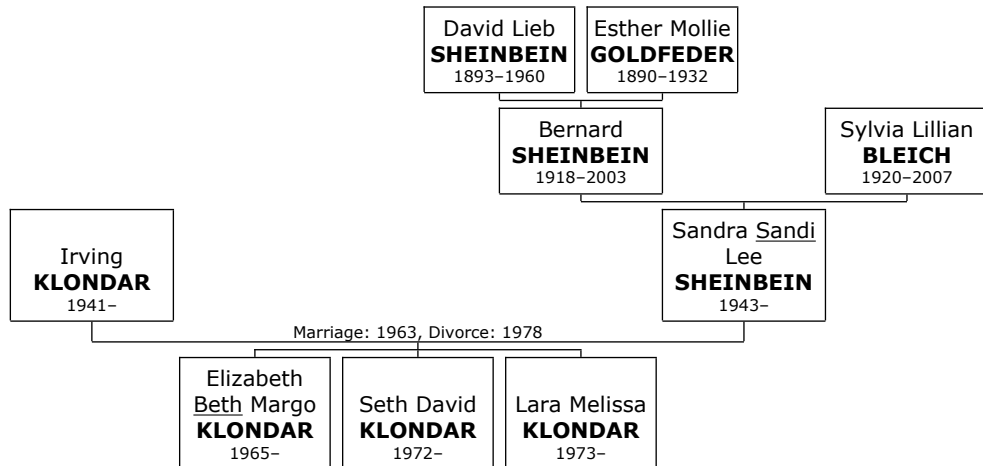 David Lieb
SHEINBEIN
1893–1960
Esther Mollie
GOLDFEDER
1890–1932
Bernard
SHEINBEIN
1918–2003
Sylvia Lillian
BLEICH
1920–2007
Irving
KLONDAR
1941–
Sandra Sandi
Lee
SHEINBEIN
1943–
Marriage: 1963, Divorce: 1978
Elizabeth
Beth Margo
KLONDAR
1965–
Seth David
KLONDAR
1972–
Lara Melissa
KLONDAR
1973–